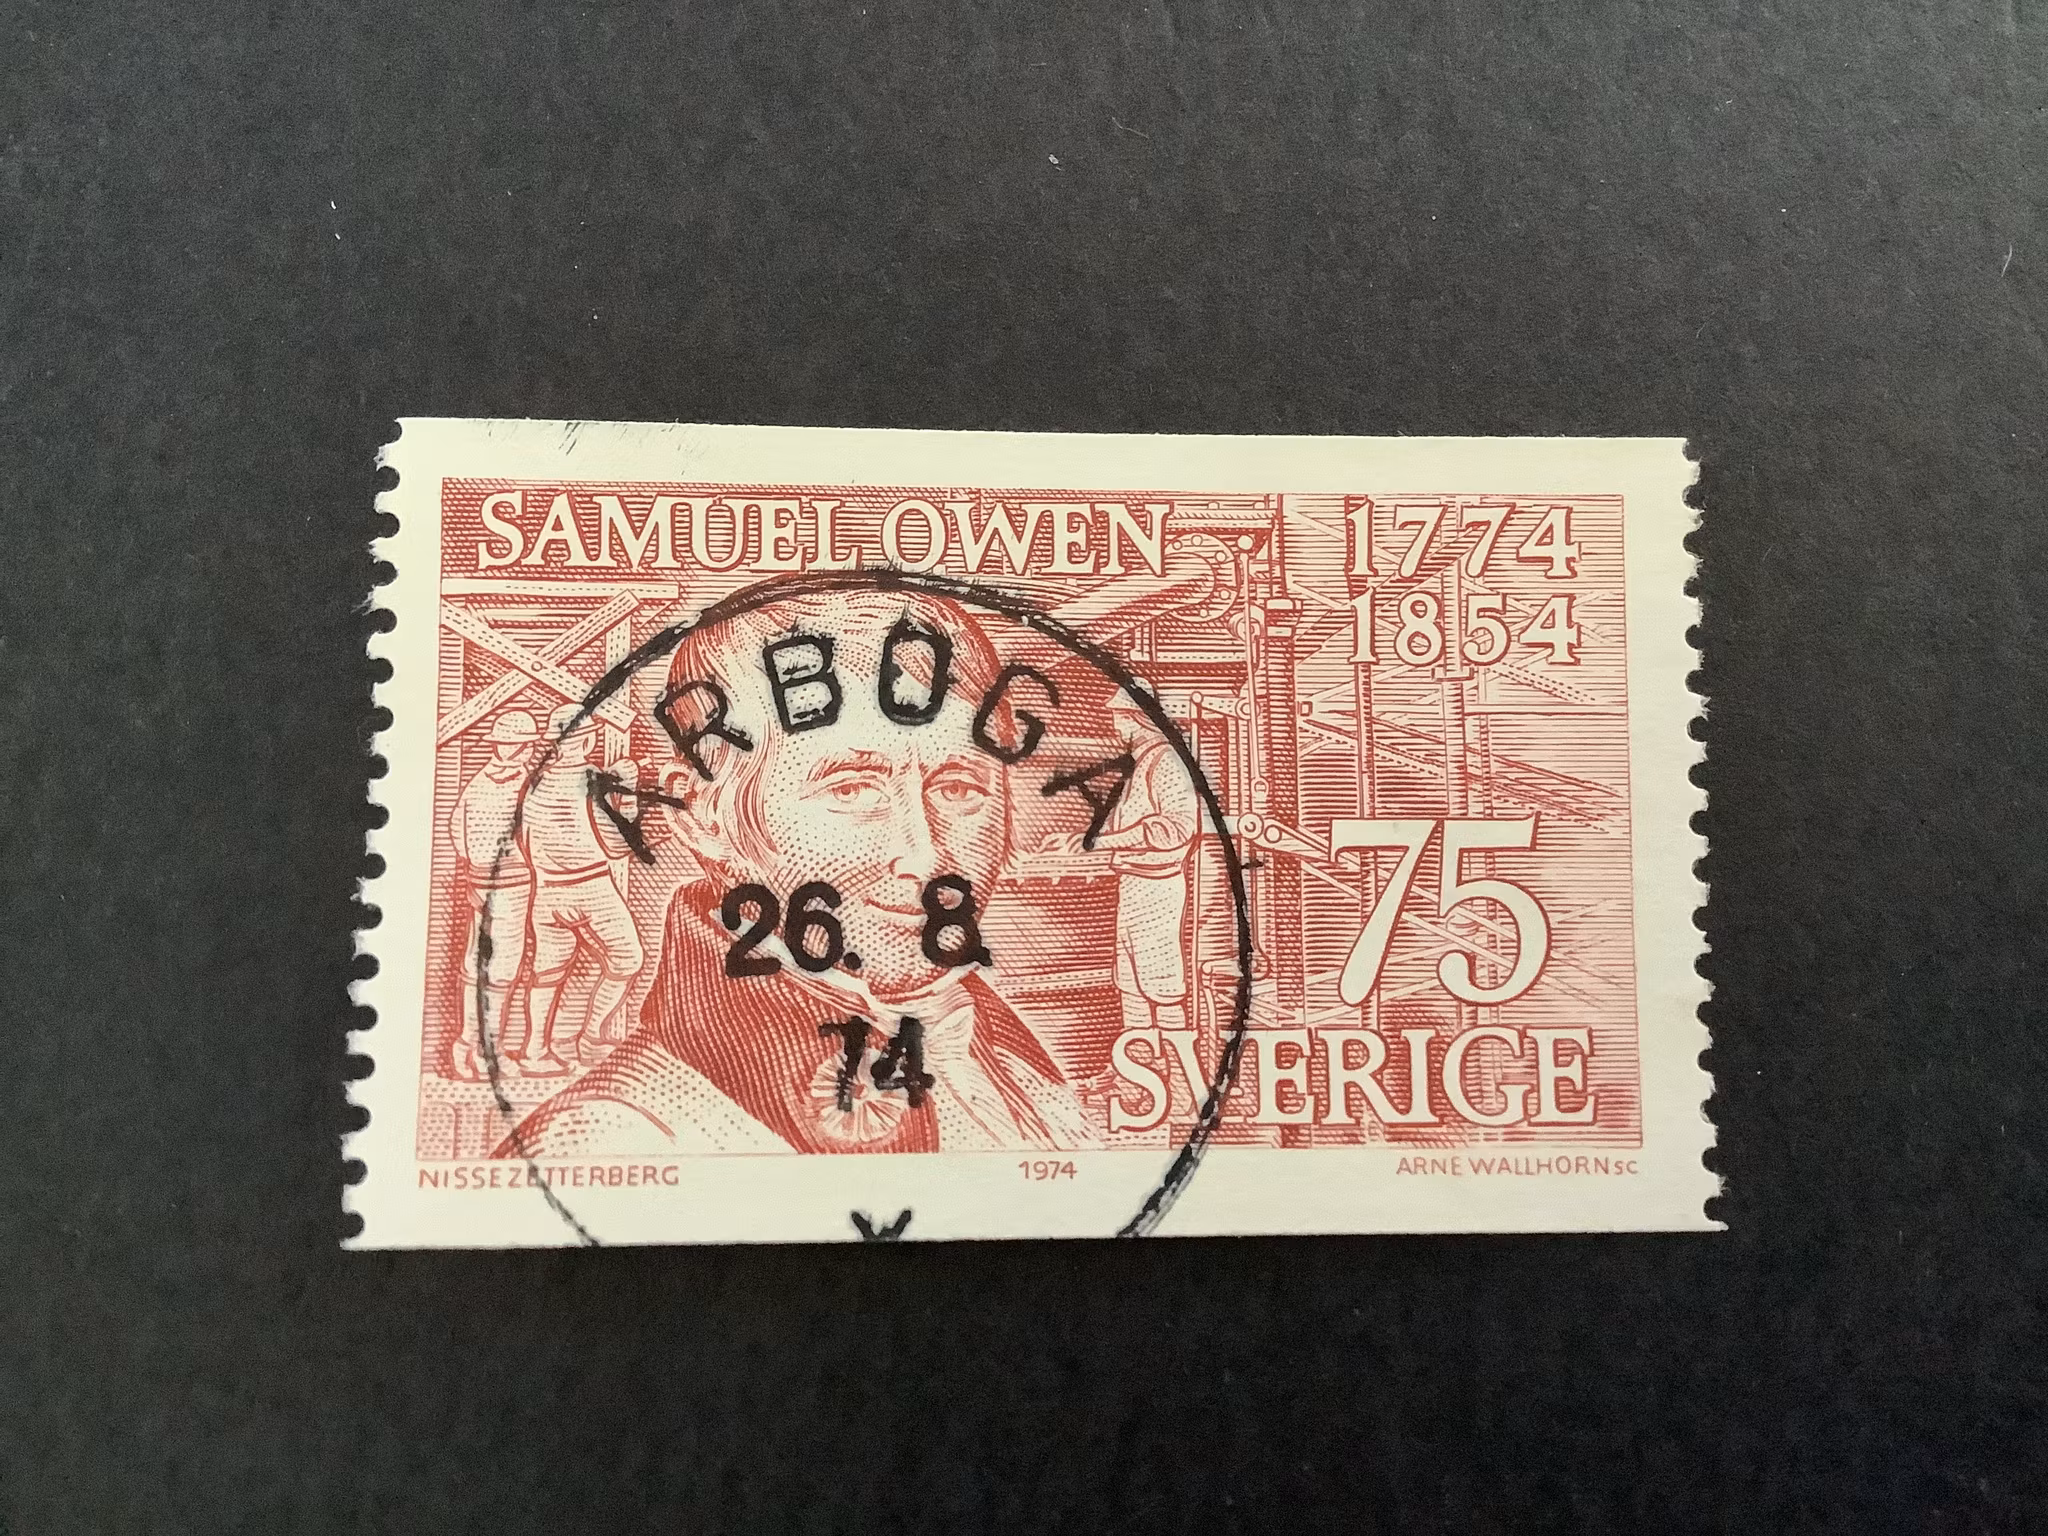 SAMUEL OWEN 1774
1854
ARBOGA
26. 8
74
75
SVERIGE
NISSE ZETTERBERG 1974 ARNE WALLHORN SC